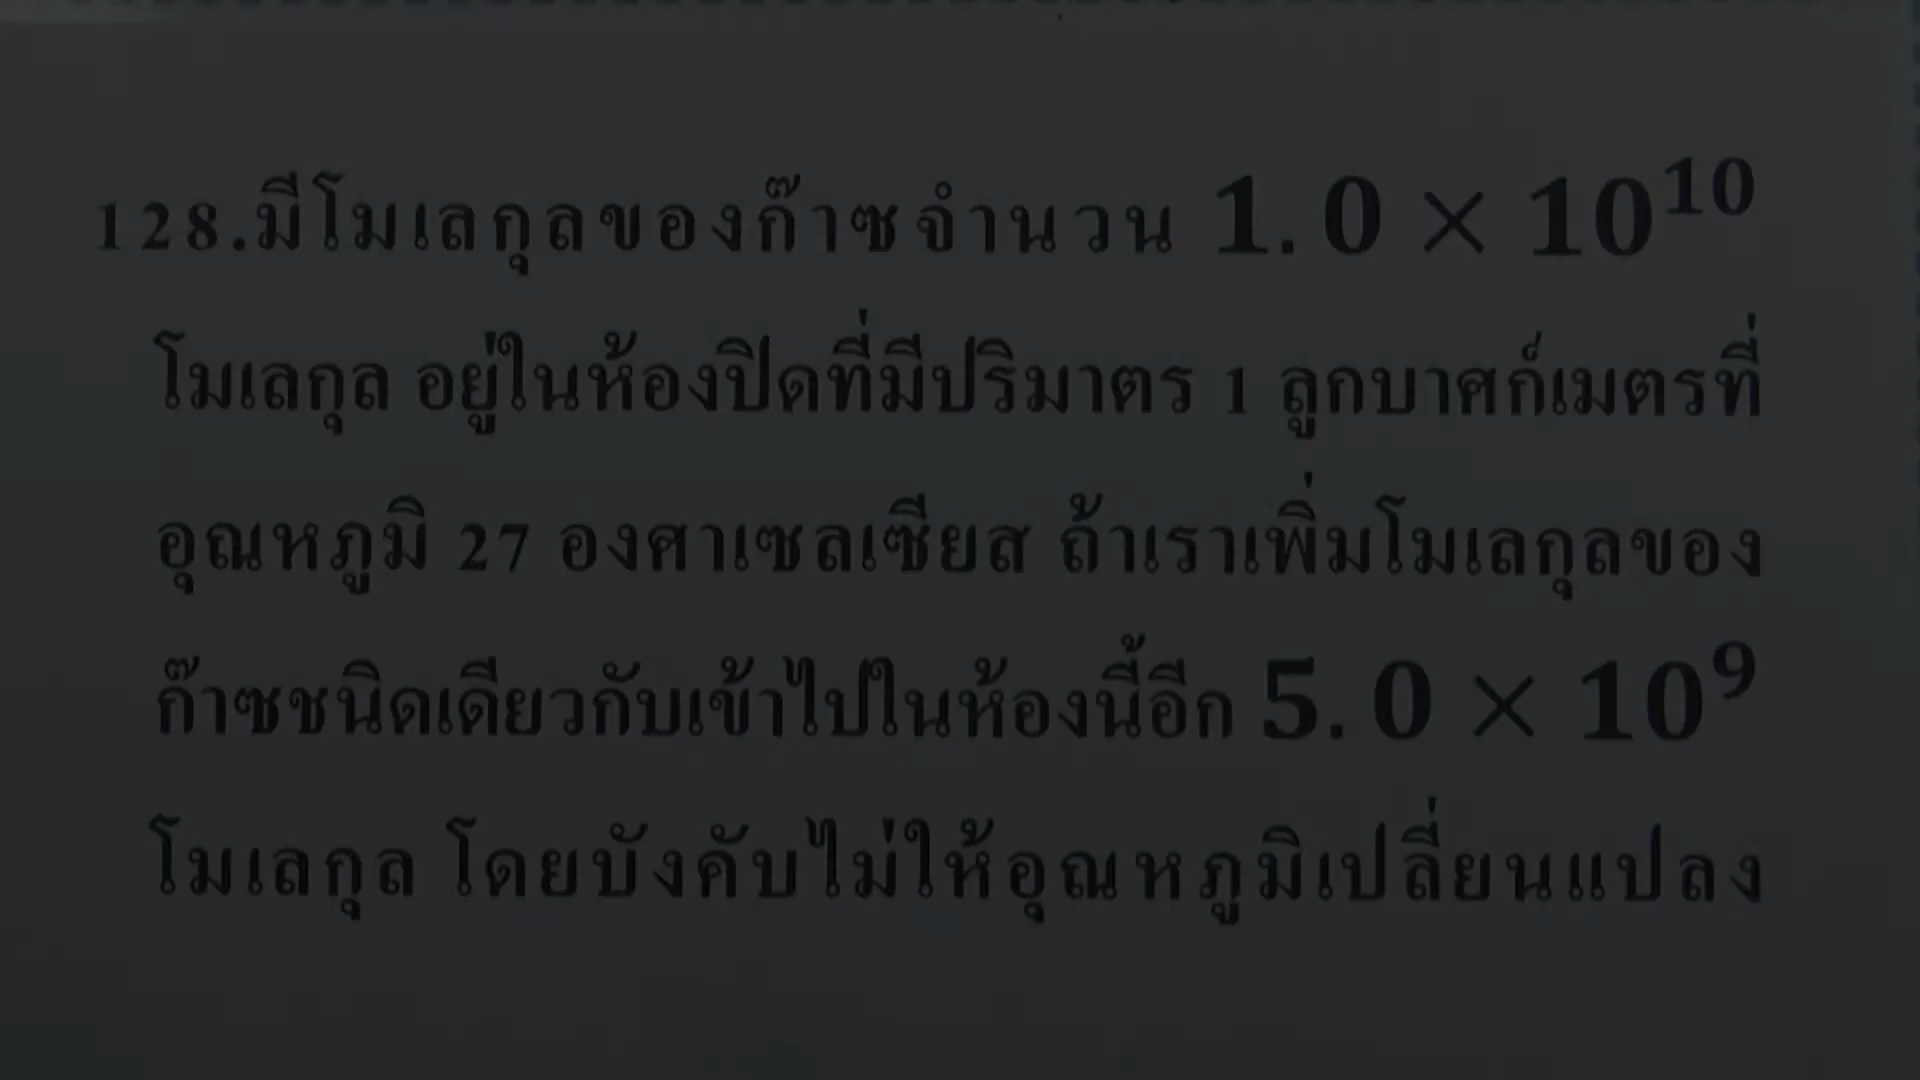 128.มีโมเลกุลของก๊าซจำนวน 1.0 × 10¹⁰
โมเลกุล อยู่ในห้องปิดที่มีปริมาตร 1 ลูกบาศก์เมตรที่
อุณหภูมิ 27 องศาเซลเซียส ถ้าเราเพิ่มโมเลกุลของ
ก๊าซชนิดเดียวกับเข้าไปในห้องนี้อีก 5.0 × 10⁹
โมเลกุล โดยบังคับไม่ให้อุณหภูมิเปลี่ยนแปลง